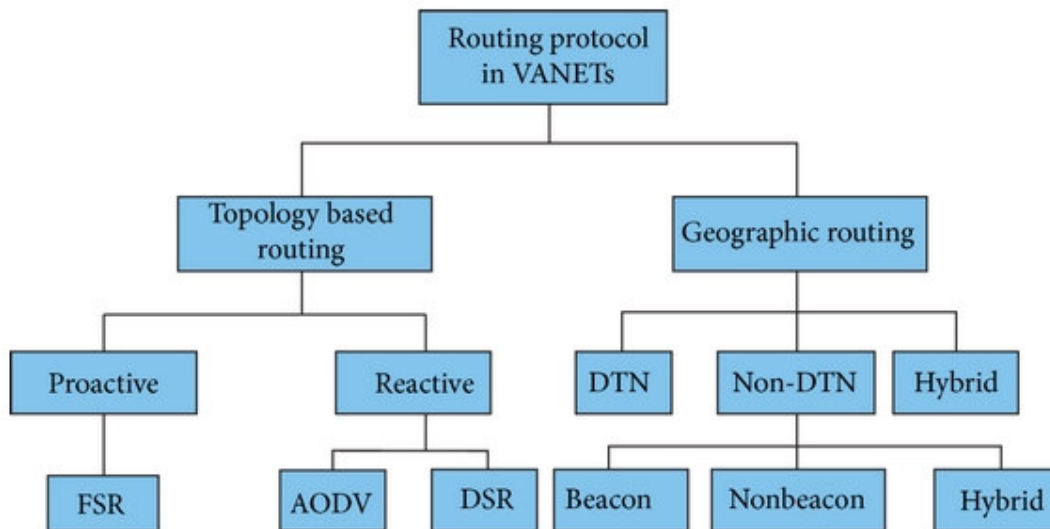 Routing protocol
in VANETs
Topology based
routing
Geographic routing
Proactive
Reactive
DTN
Non-DTN
Hybrid
FSR
AODV
DSR
Beacon
Nonbeacon
Hybrid